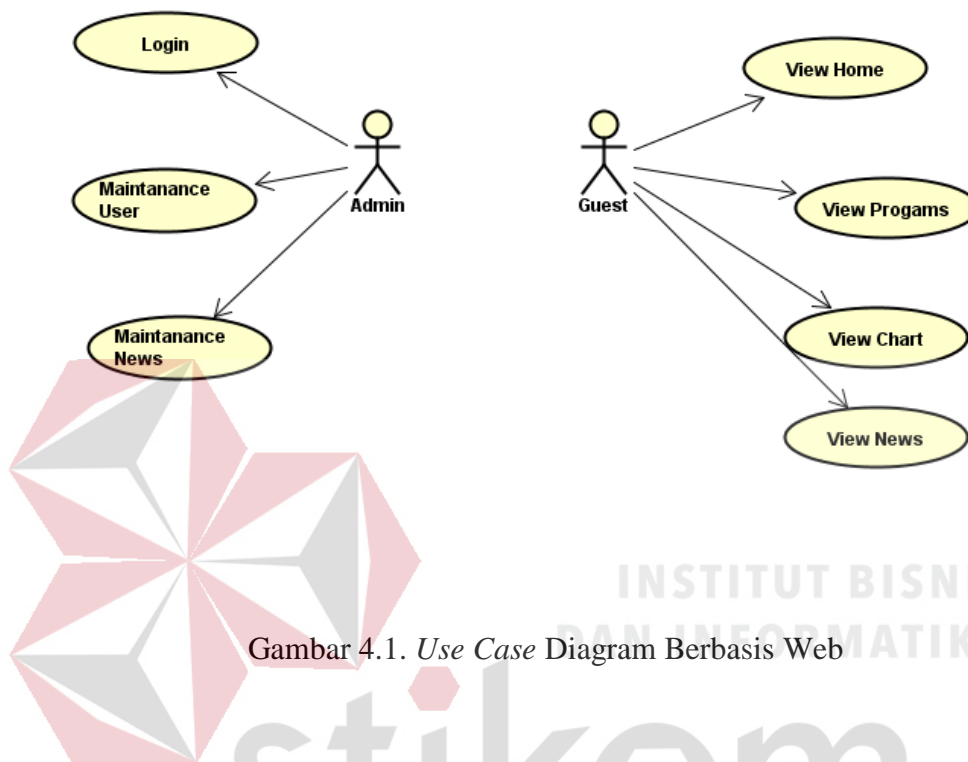 Login
View Home
Maintanance
User
Admin
Guest
View Progams
Maintanance
News
View Chart
View News
INSTITUT BISNI
DAN INFORMATIK
Gambar 4.1. Use Case Diagram Berbasis Web
stikom